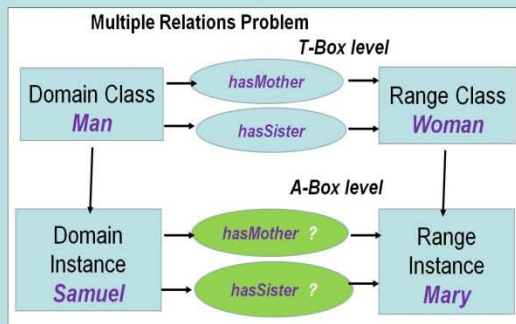 Multiple Relations Problem
T-Box level
Domain Class
Man
hasMother
hasSister
Range Class
Woman
A-Box level
Domain
Instance
Samuel
hasMother ?
hasSister ?
Range
Instance
Mary